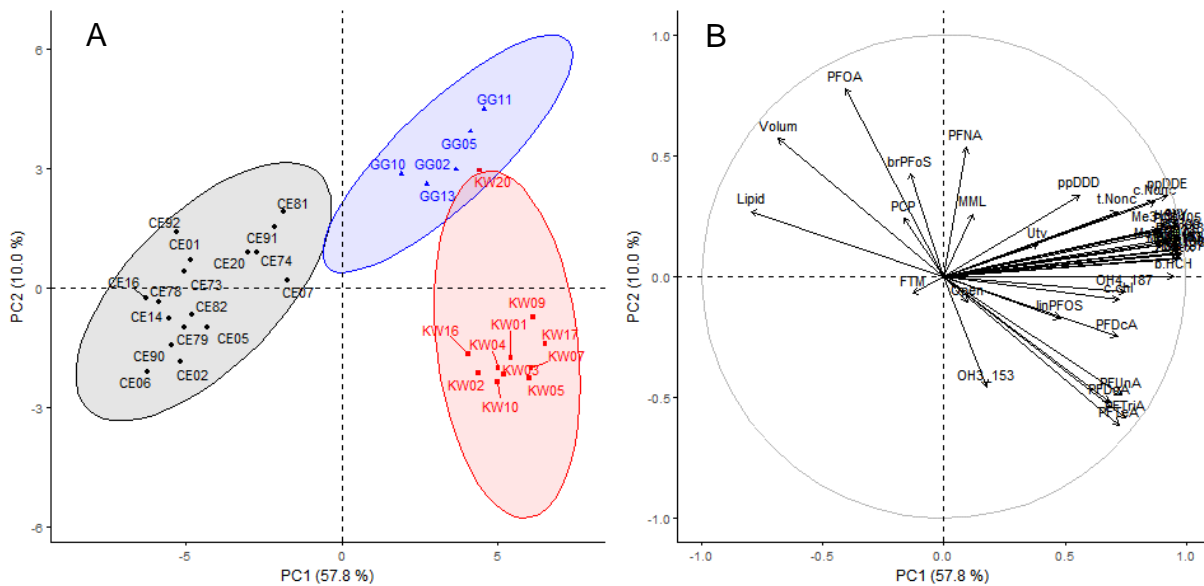 A
B
6
3
0
-3
-6
PC2 (10.0 %)
-5
0
5
PC1 (57.8 %)
GG11
GG05
GG10
GG02
GG13
KW20
CE81
CE92
CE01
CE91
CE20
CE74
CE16
CE78
CE73
CE07
CE14
CE82
CE79
CE05
CE90
CE06
CE02
KW09
KW16
KW01
KW17
KW04
KW07
KW03
KW02
KW05
KW10
1.0
0.5
0.0
-0.5
-1.0
PC2 (10.0 %)
-1.0
-0.5
0.0
0.5
1.0
PC1 (57.8 %)
PFOA
Volum
PFNA
brPFoS
Lipid
PCP
MML
ppDDD
ppDDE
c.Nonc
t.Nonc
Utv
b.HCH
FTM
OH4_187
c.Chl
linPFOS
PFDcA
OH3_153
PFUnA
PFTriA
PFTeA